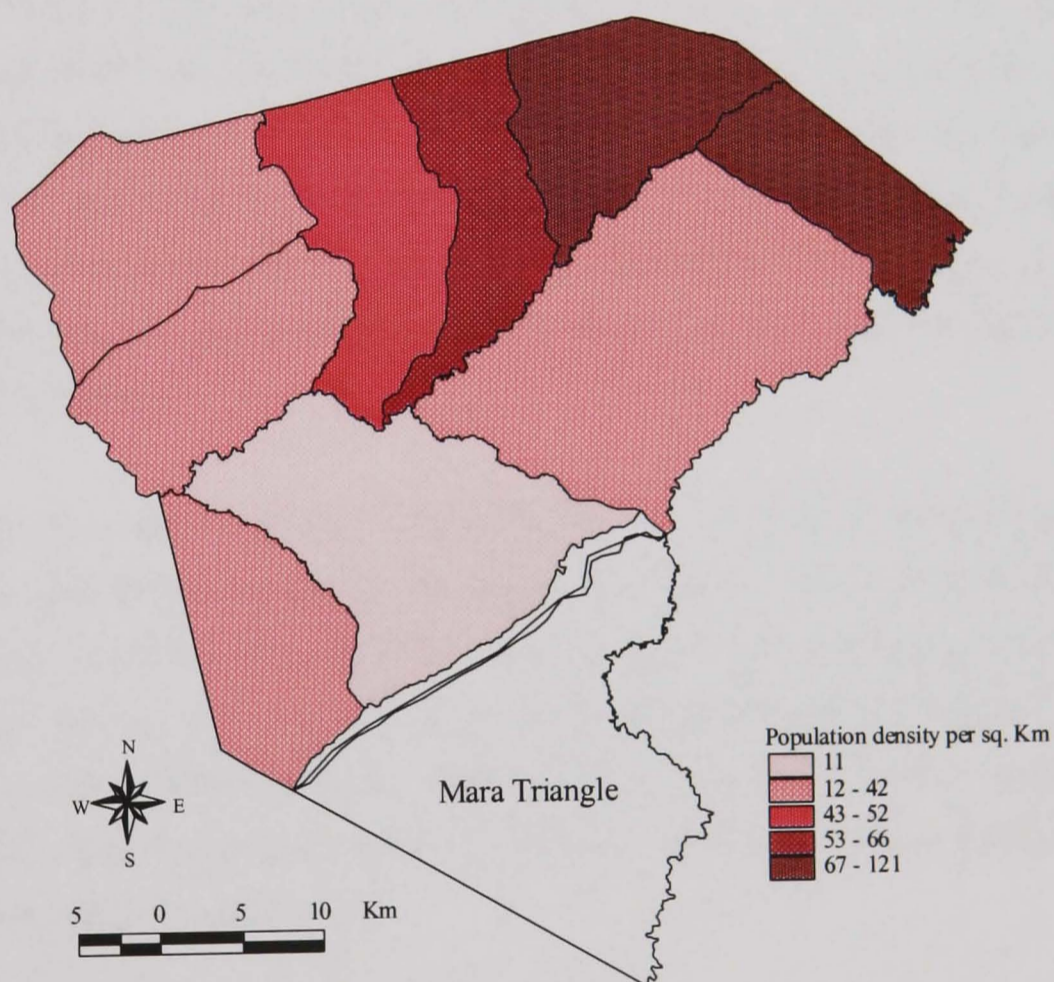 Population density per sq. Km
11
12 - 42
43 - 52
53 - 66
67 - 121
Mara Triangle
N
W E
S
5 0 5 10 Km